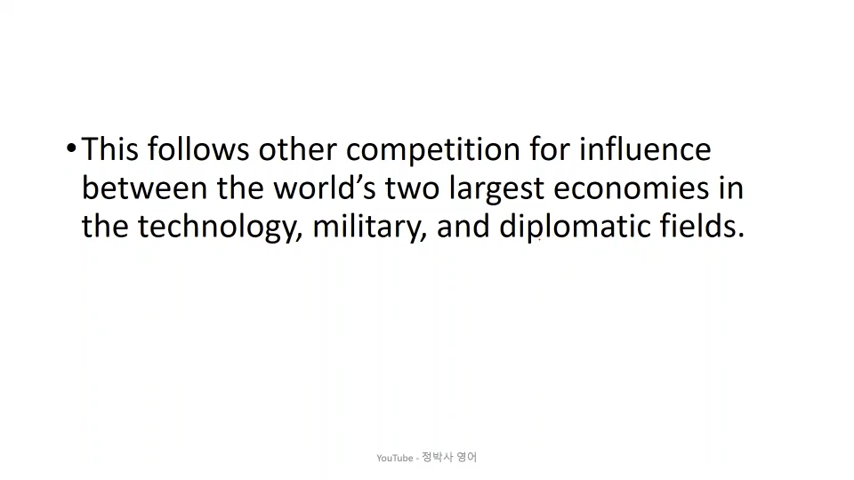 •This follows other competition for influence
between the world’s two largest economies in
the technology, military, and diplomatic fields.
YouTube - 정박사 영어